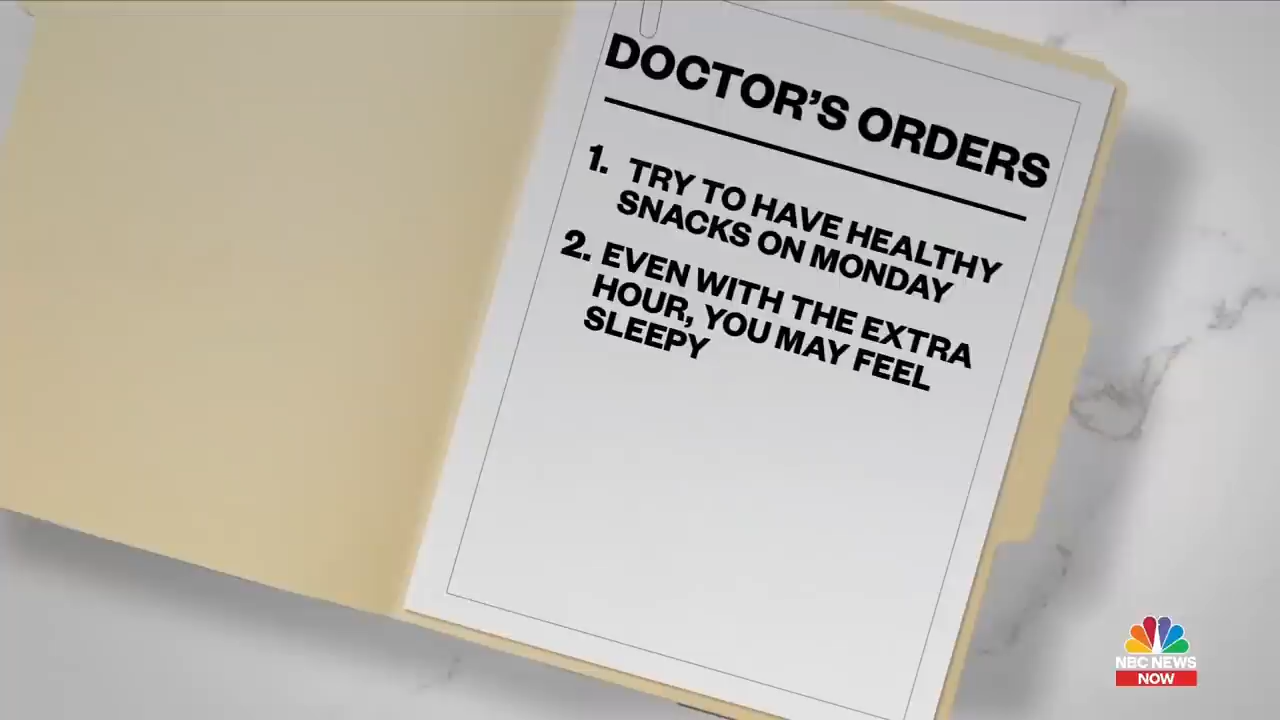 DOCTOR'S ORDERS
1. TRY TO HAVE HEALTHY
SNACKS ON MONDAY
2. EVEN WITH THE EXTRA
HOUR, YOU MAY FEEL
SLEEPY
NBC NEWS
NOW